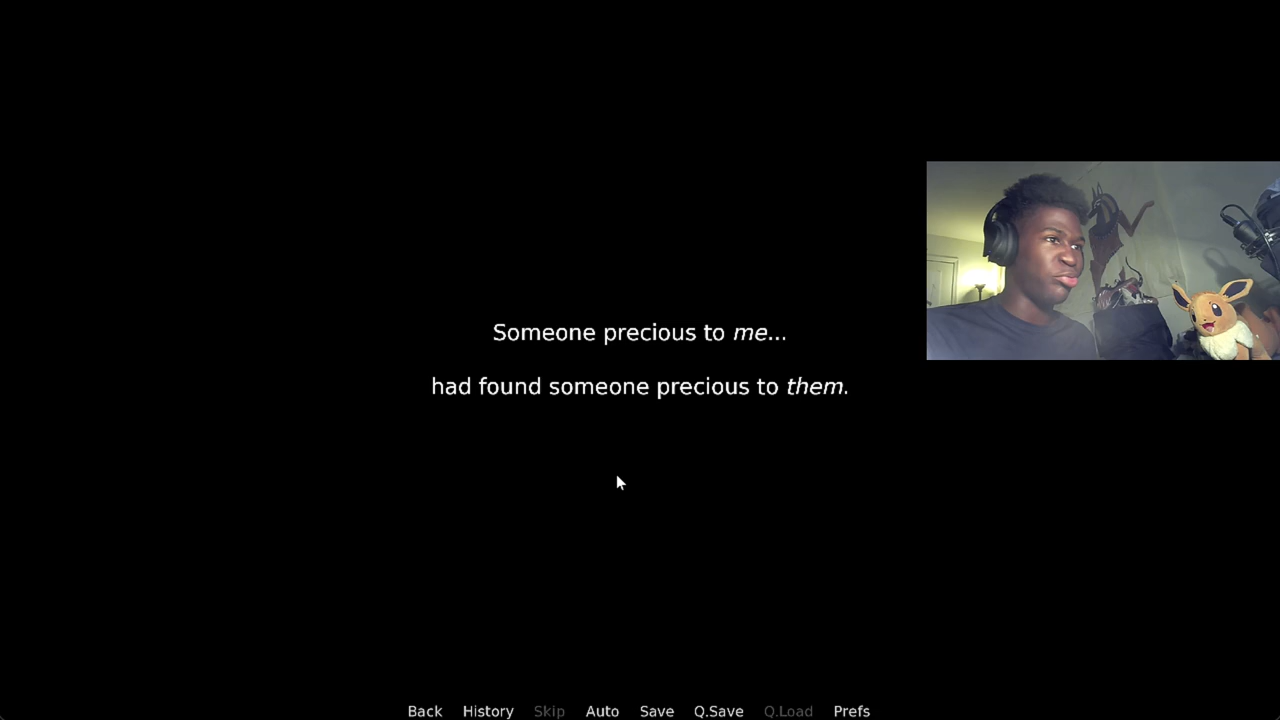 Someone precious to me...
had found someone precious to them.
Back History Skip Auto Save Q.Save Q.Load Prefs